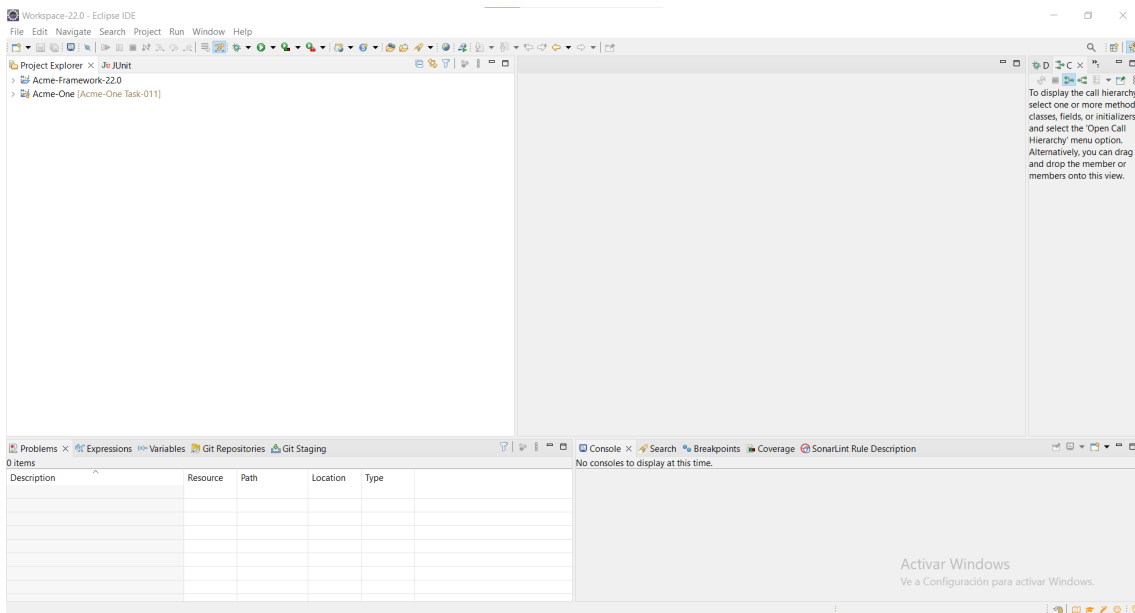 Workspace-22.0 - Eclipse IDE
File Edit Navigate Search Project Run Window Help
Project Explorer
JUnit
D
C
Acme-Framework-22.0
Acme-One [Acme-One Task-011]
To display the call hierarchy
select one or more method
classes, fields, or initializers
and select the 'Open Call
Hierarchy' menu option.
Alternatively, you can drag
and drop the member or
members onto this view.
Problems
Expressions
Variables
Git Repositories
Git Staging
0 items
Description Resource Path Location Type
Console
Search
Breakpoints
Coverage
SonarLint Rule Description
No consoles to display at this time.
Activar Windows
Ve a Configuración para activar Windows.